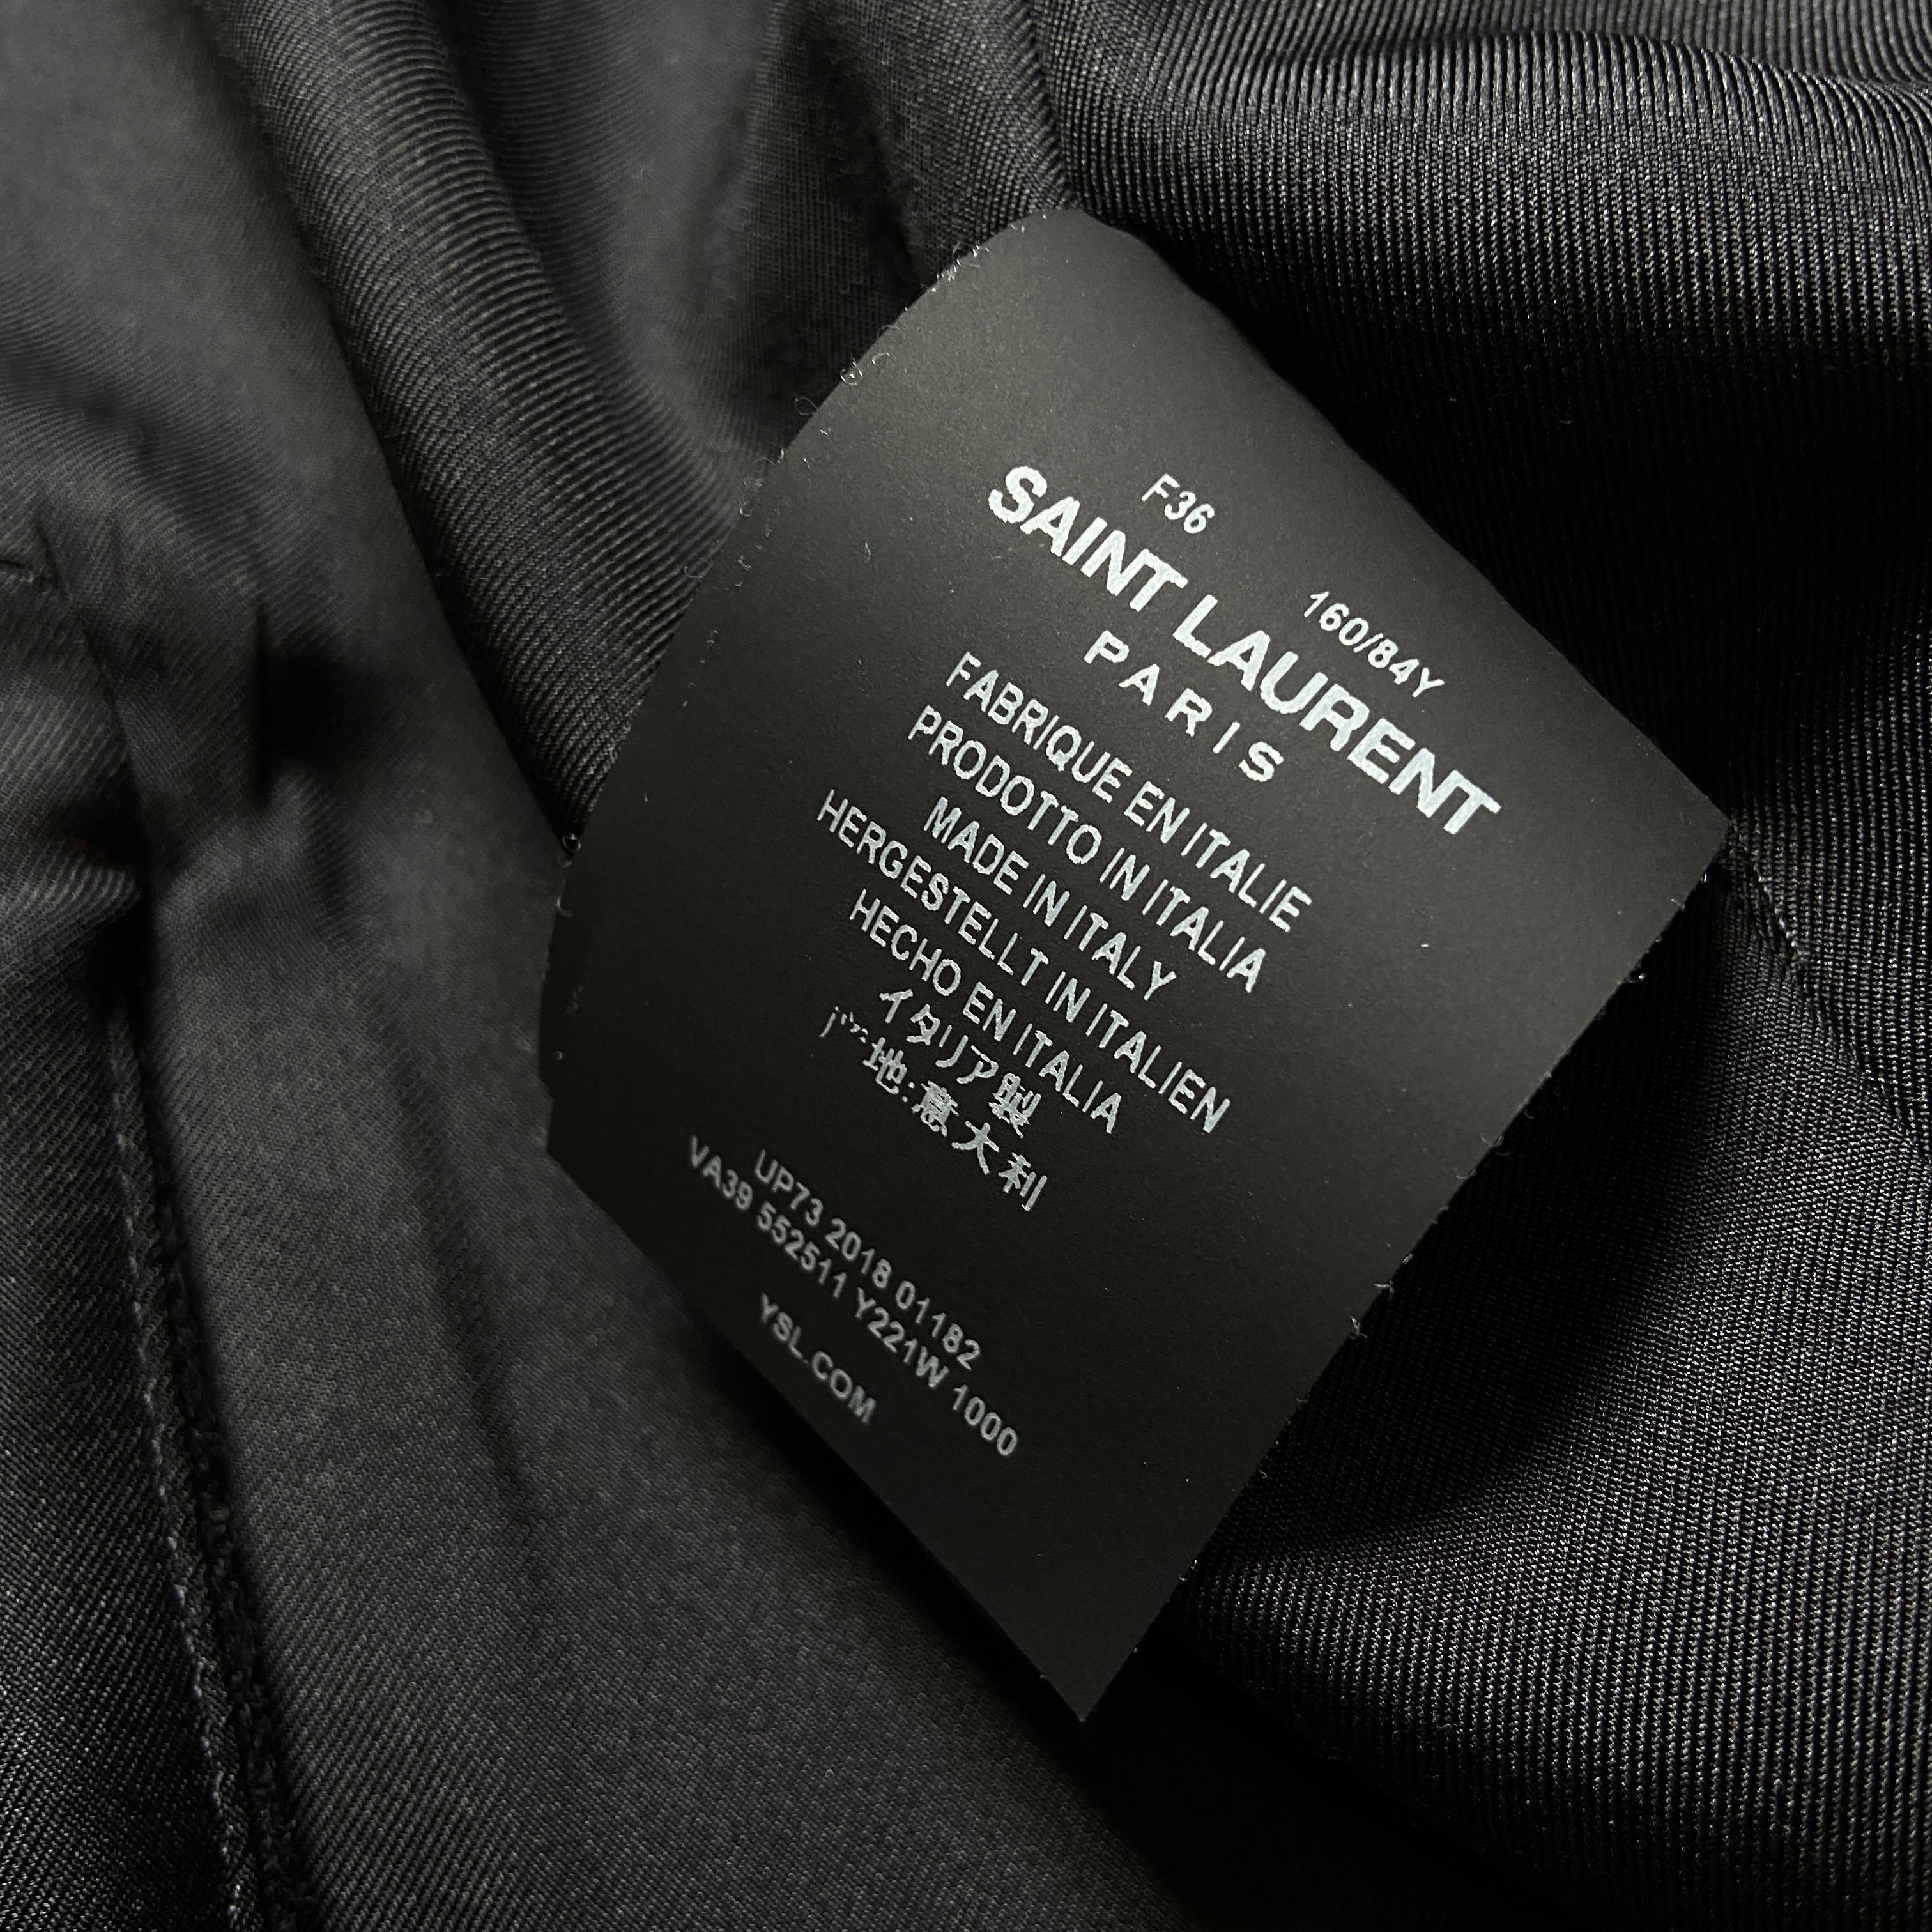 F36 160/84Y
SAINT LAURENT
PARIS
FABRIQUE EN ITALIE
PRODOTTO IN ITALIA
MADE IN ITALY
HERGESTELLT IN ITALIEN
HECHO EN ITALIA
イタリア製
地:意大利
UP73 2018 01182
VA39 552511 Y221W 1000
YSL.COM